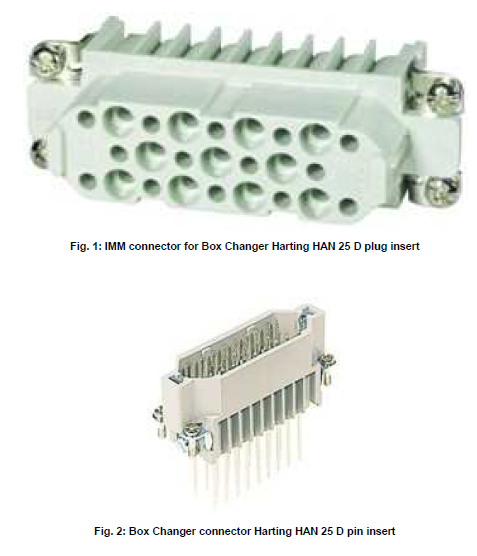 Fig. 1: IMM connector for Box Changer Harting HAN 25 D plug insert
Fig. 2: Box Changer connector Harting HAN 25 D pin insert